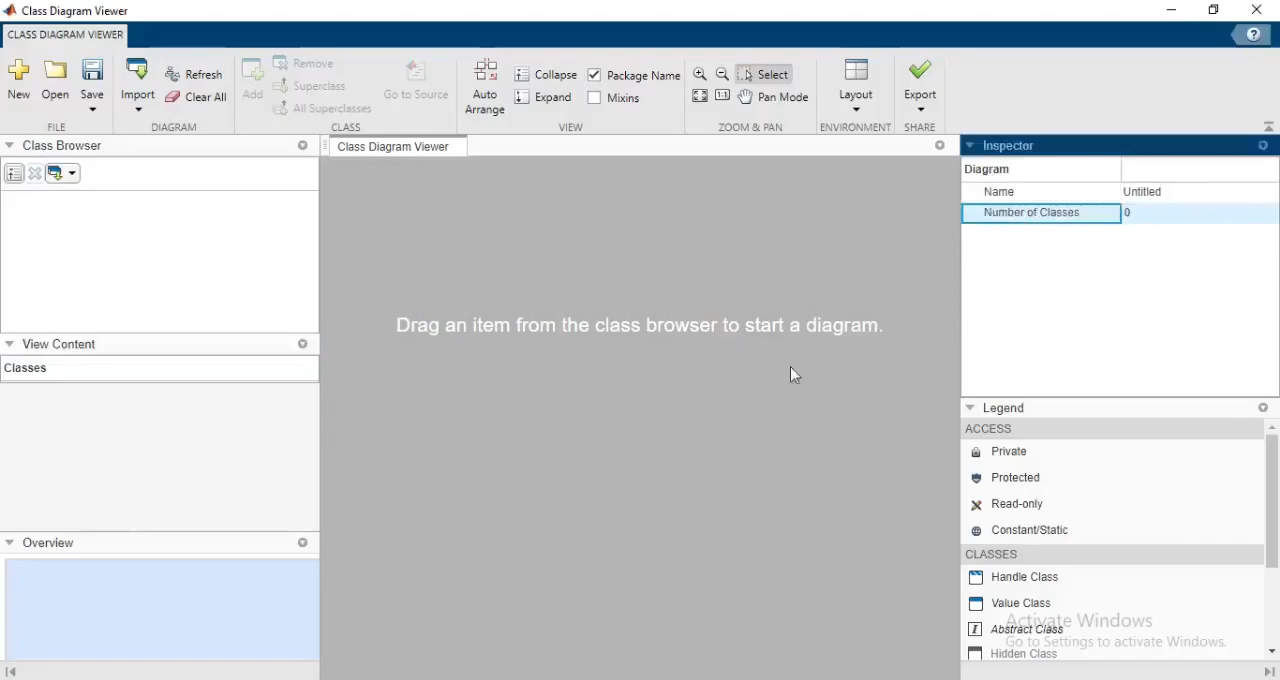 Class Diagram Viewer
CLASS DIAGRAM VIEWER
?
New
Open
Save
FILE
Import
Refresh
Clear All
DIAGRAM
Add
Remove
Superclass
All Superclasses
Go to Source
CLASS
Auto
Arrange
Collapse
Expand
Package Name
Mixins
VIEW
Select
Pan Mode
ZOOM & PAN
Layout
ENVIRONMENT
Export
SHARE
Class Browser
View Content
Classes
Overview
Class Diagram Viewer
Drag an item from the class browser to start a diagram.
Inspector
Diagram
Name Untitled
Number of Classes 0
Legend
ACCESS
Private
Protected
Read-only
Constant/Static
CLASSES
Handle Class
Value Class
Abstract Class
Hidden Class
Activate Windows
Go to Settings to activate Windows.